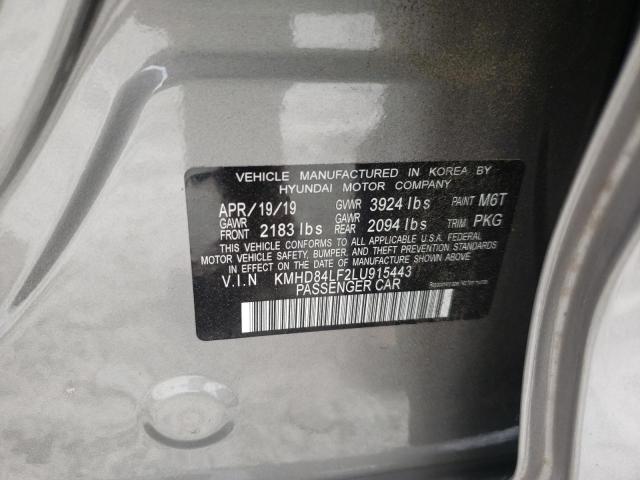 VEHICLE MANUFACTURED IN KOREA BY
HYUNDAI MOTOR COMPANY
APR/19/19 GVWR 3924 lbs PAINT M6T
GAWR FRONT 2183 lbs GAWR REAR 2094 lbs TRIM PKG
THIS VEHICLE CONFORMS TO ALL APPLICABLE U.S.A. FEDERAL
MOTOR VEHICLE SAFETY, BUMPER, AND THEFT PREVENTION STANDARDS
IN EFFECT ON THE DATE OF MANUFACTURE SHOWN ABOVE.
V.I.N KMHD84LF2LU915443
PASSENGER CAR